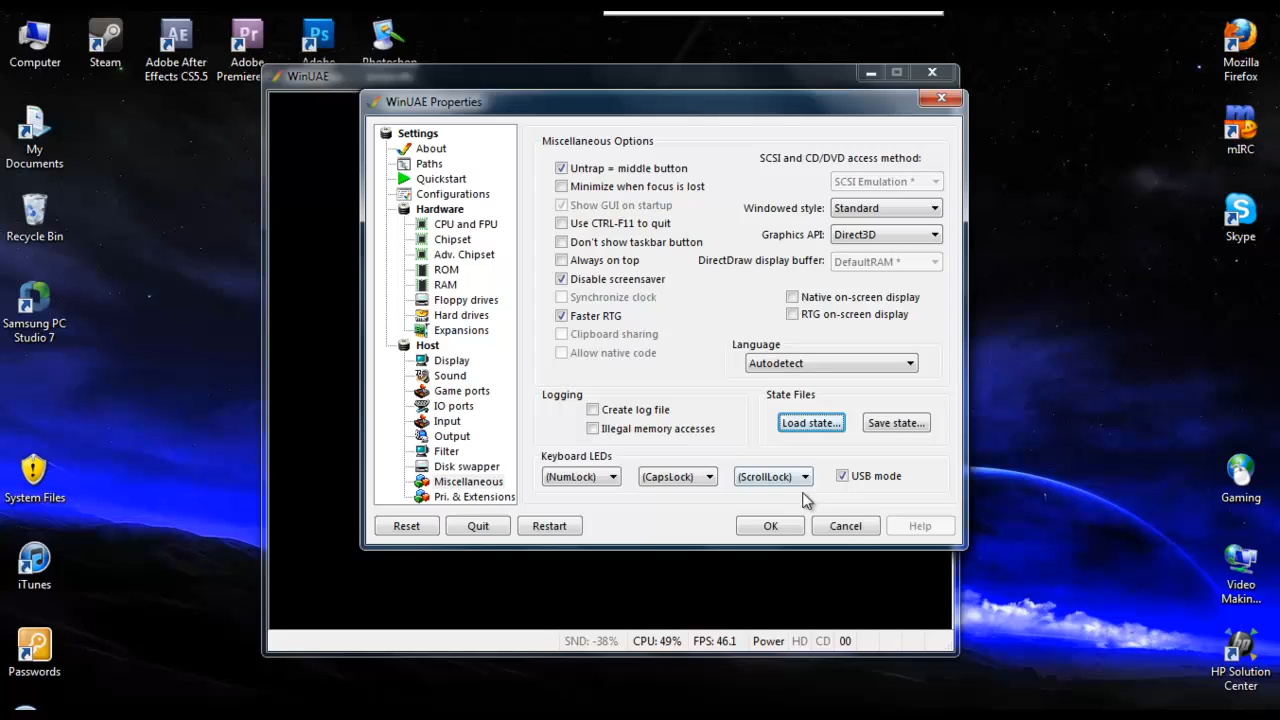 Computer
Steam
Adobe After
Effects CS5.5
Adobe
Premiere
Adobe
Photoshop
Mozilla
Firefox
My
Documents
mIRC
Recycle Bin
Skype
Samsung PC
Studio 7
System Files
Gaming
iTunes
Video
Makin...
Passwords
HP Solution
Center
WinUAE
WinUAE Properties
Settings
About
Paths
Quickstart
Configurations
Hardware
CPU and FPU
Chipset
Adv. Chipset
ROM
RAM
Floppy drives
Hard drives
Expansions
Host
Display
Sound
Game ports
IO ports
Input
Output
Filter
Disk swapper
Miscellaneous
Pri. & Extensions
Miscellaneous Options
Untrap = middle button
Minimize when focus is lost
Show GUI on startup
Use CTRL-F11 to quit
Don't show taskbar button
Always on top
Disable screensaver
Synchronize clock
Faster RTG
Clipboard sharing
Allow native code
SCSI and CD/DVD access method:
SCSI Emulation *
Windowed style: Standard
Graphics API: Direct3D
DirectDraw display buffer: DefaultRAM *
Native on-screen display
RTG on-screen display
Language
Autodetect
Logging
Create log file
Illegal memory accesses
State Files
Load state... Save state...
Keyboard LEDs
(NumLock) (CapsLock) (ScrollLock) USB mode
Reset Quit Restart OK Cancel Help
SND: -38% CPU: 49% FPS: 46.1 Power HD CD 00